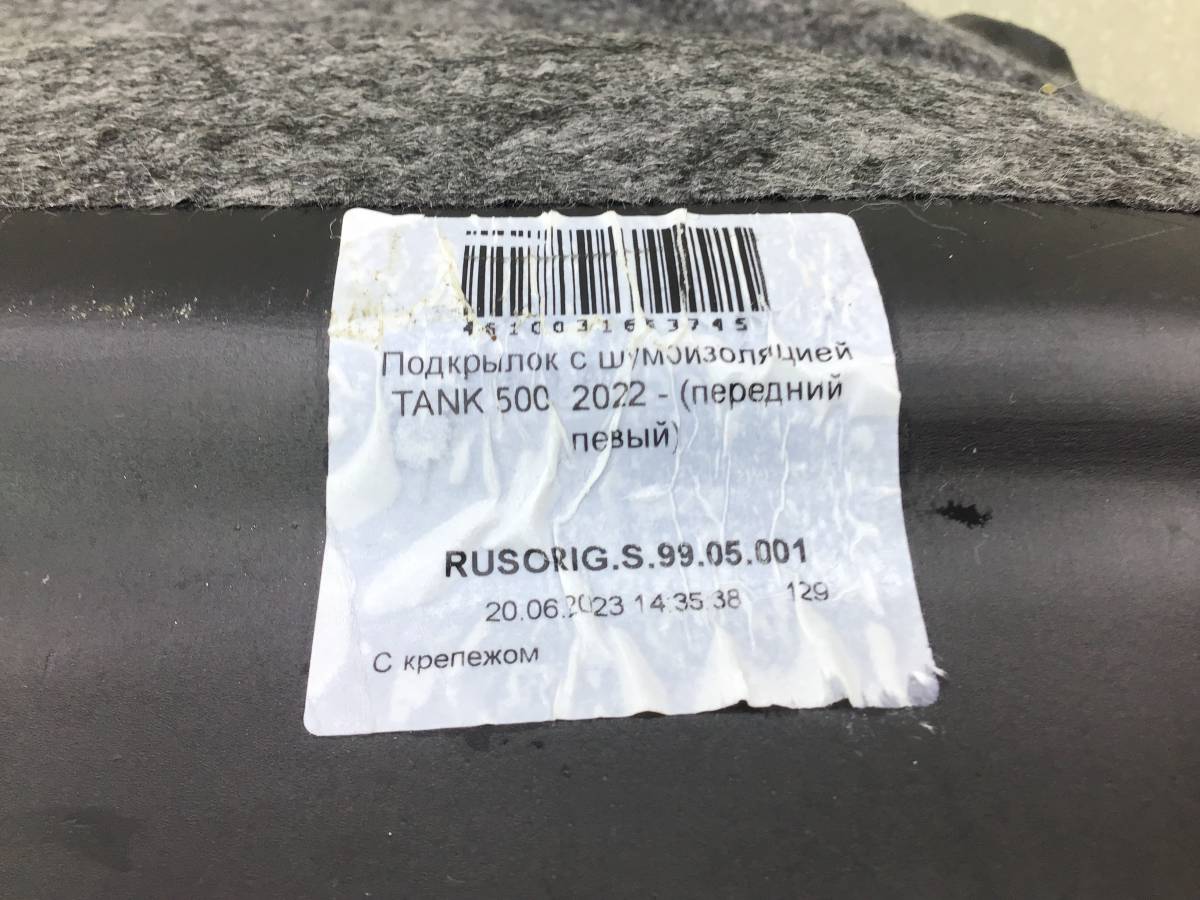 4610031663745
Подкрылок с шумоизоляцией
TANK 500 2022 - (передний
левый)
RUSORIG.S.99.05.001
20.06.2023 14:35:38 129
С крепежом